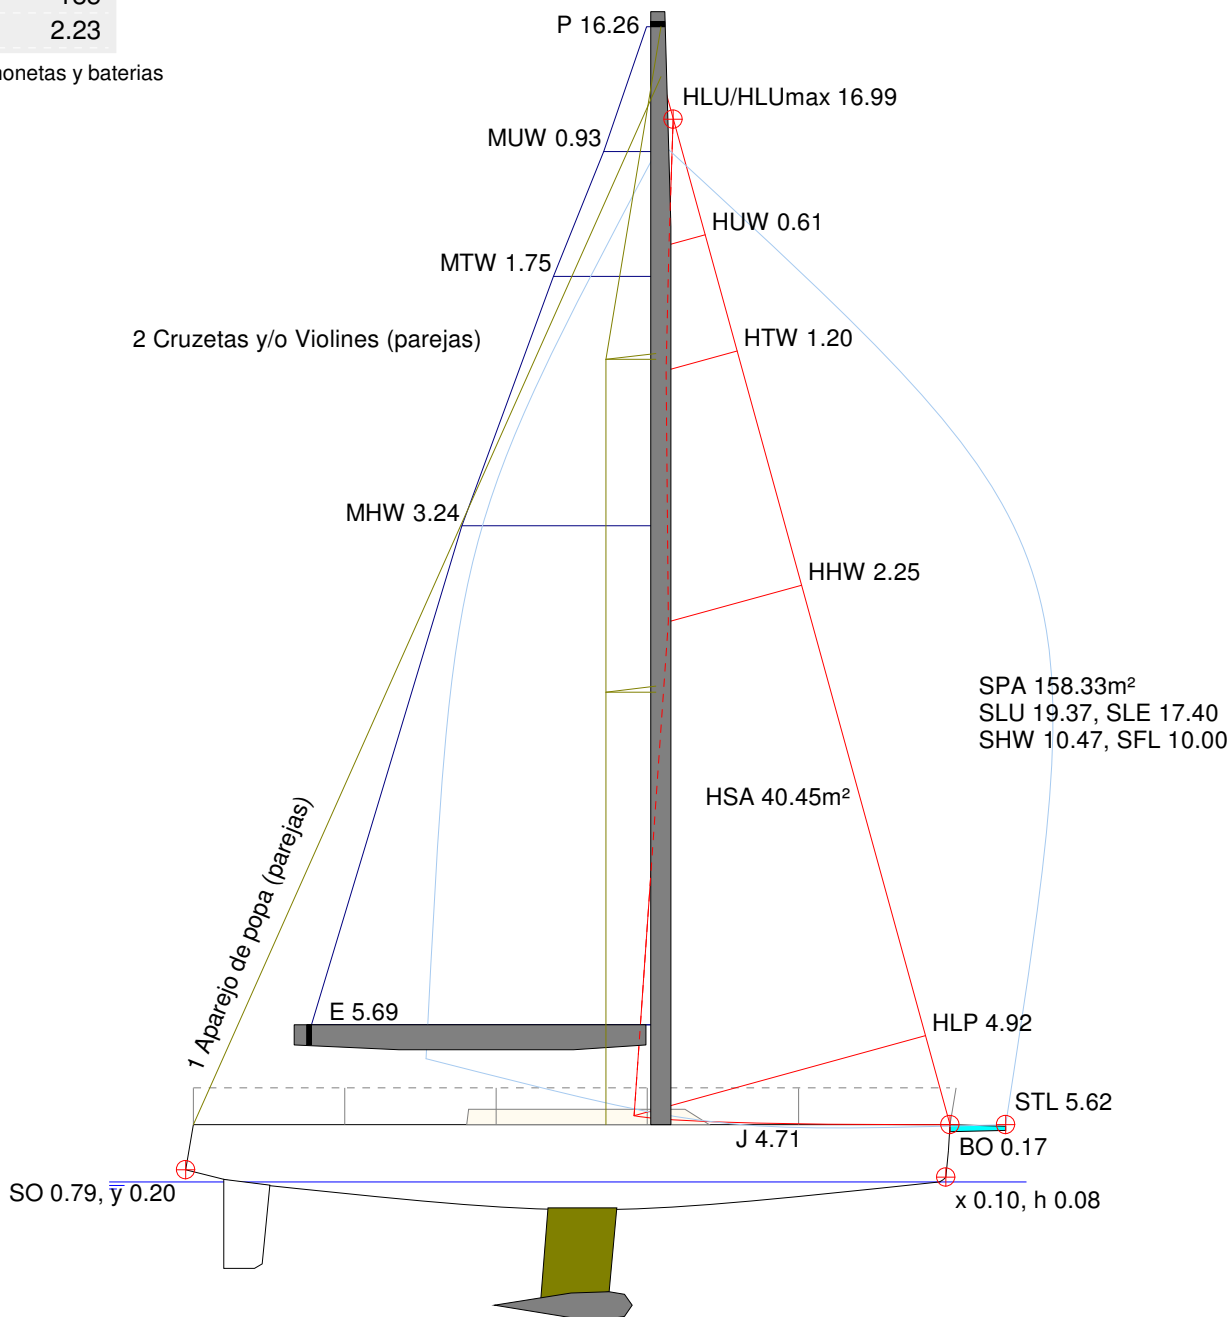 2.23
y baterias
P 16.26
HLU/HLUmax 16.99
MUW 0.93
HUW 0.61
MTW 1.75
2 Cruzetas y/o Violines (parejas)
HTW 1.20
MHW 3.24
HHW 2.25
SPA 158.33m²
SLU 19.37, SLE 17.40
SHW 10.47, SFL 10.00
HSA 40.45m²
1 Aparejo de popa (parejas)
E 5.69
HLP 4.92
STL 5.62
J 4.71
BO 0.17
SO 0.79, y 0.20
x 0.10, h 0.08